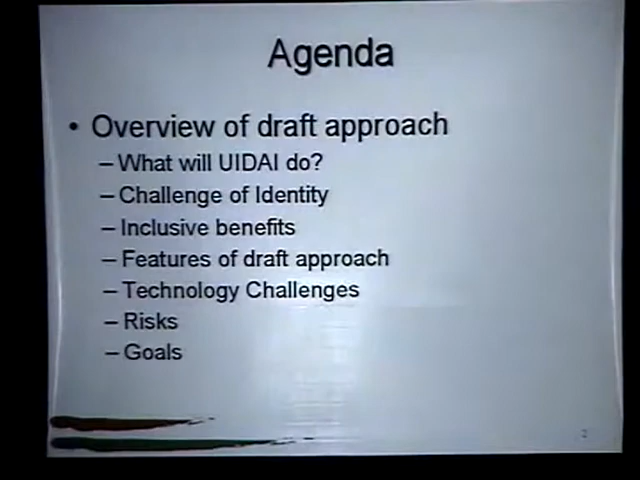 Agenda
• Overview of draft approach
– What will UIDAI do?
– Challenge of Identity
– Inclusive benefits
– Features of draft approach
– Technology Challenges
– Risks
– Goals
2